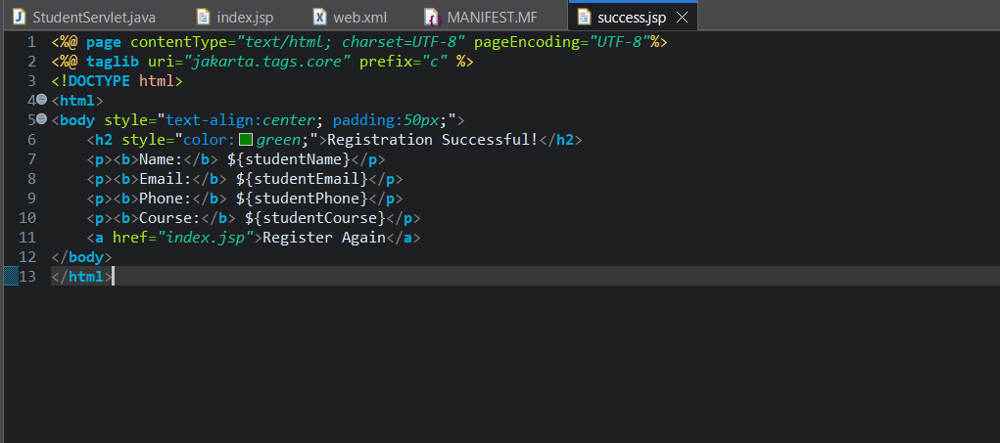 StudentServlet.java index.jsp web.xml MANIFEST.MF success.jsp
1 <%@ page contentType="text/html; charset=UTF-8" pageEncoding="UTF-8"%>
2 <%@ taglib uri="jakarta.tags.core" prefix="c" %>
3 <!DOCTYPE html>
4 <html>
5 <body style="text-align:center; padding:50px;">
6 <h2 style="color:green;">Registration Successful!</h2>
7 <p><b>Name:</b> ${studentName}</p>
8 <p><b>Email:</b> ${studentEmail}</p>
9 <p><b>Phone:</b> ${studentPhone}</p>
10 <p><b>Course:</b> ${studentCourse}</p>
11 <a href="index.jsp">Register Again</a>
12 </body>
13 </html>